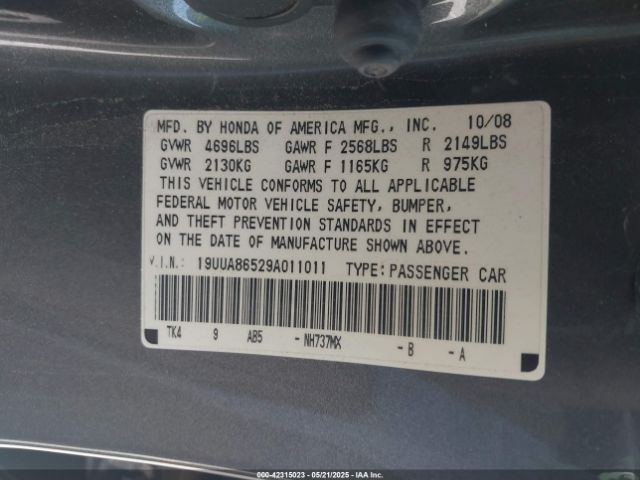 MFD. BY HONDA OF AMERICA MFG., INC. 10/08
GVWR 4696LBS GAWR F 2568LBS R 2149LBS
GVWR 2130KG GAWR F 1165KG R 975KG
THIS VEHICLE CONFORMS TO ALL APPLICABLE
FEDERAL MOTOR VEHICLE SAFETY, BUMPER,
AND THEFT PREVENTION STANDARDS IN EFFECT
ON THE DATE OF MANUFACTURE SHOWN ABOVE.
V.I.N.: 19UUA86529A011011 TYPE:PASSENGER CAR
TK4 9 AB5 -NH737MX -B -A
000-42315023 - 05/21/2025 - IAA Inc.